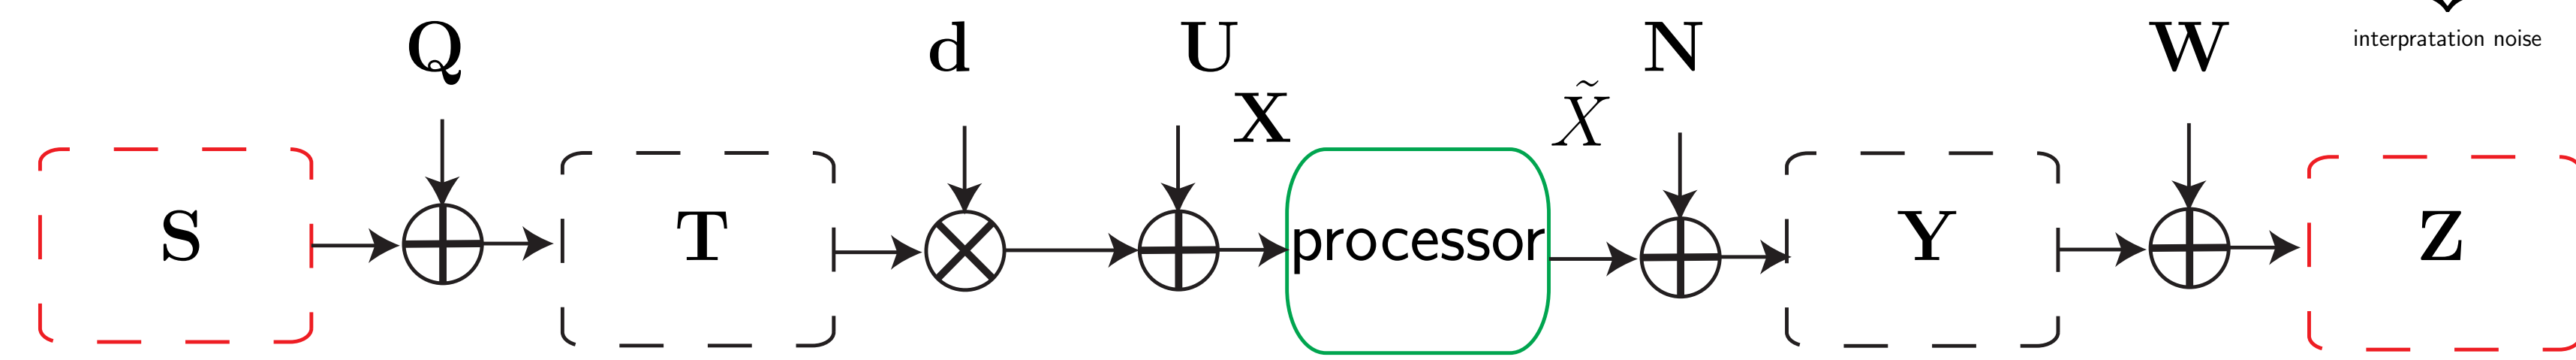 Q
d
U
N
W
interpratation noise
X
X̃
S
T
processor
Y
Z